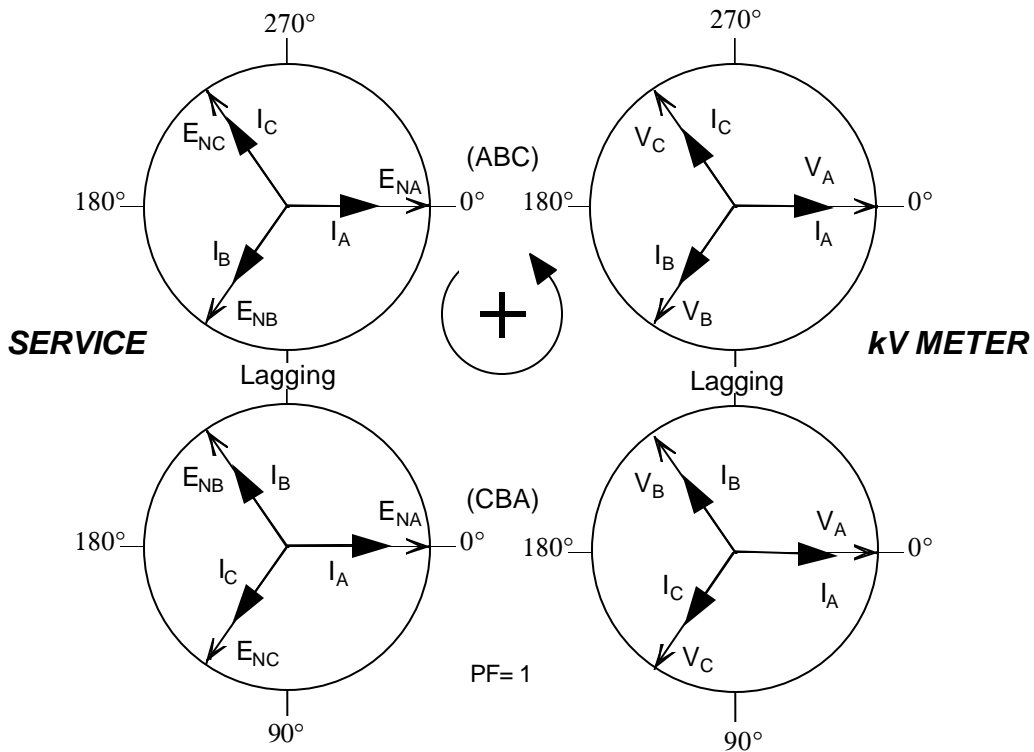 270°
270°
I_C
E_NC
(ABC)
E_NA
180°
0°
I_A
I_B
E_NB
I_C
V_C
V_A
180°
0°
I_A
I_B
V_B
SERVICE
+
kV METER
Lagging
Lagging
E_NB
I_B
(CBA)
E_NA
180°
0°
I_A
I_C
E_NC
V_B
I_B
V_A
180°
0°
I_A
I_C
V_C
PF= 1
90°
90°